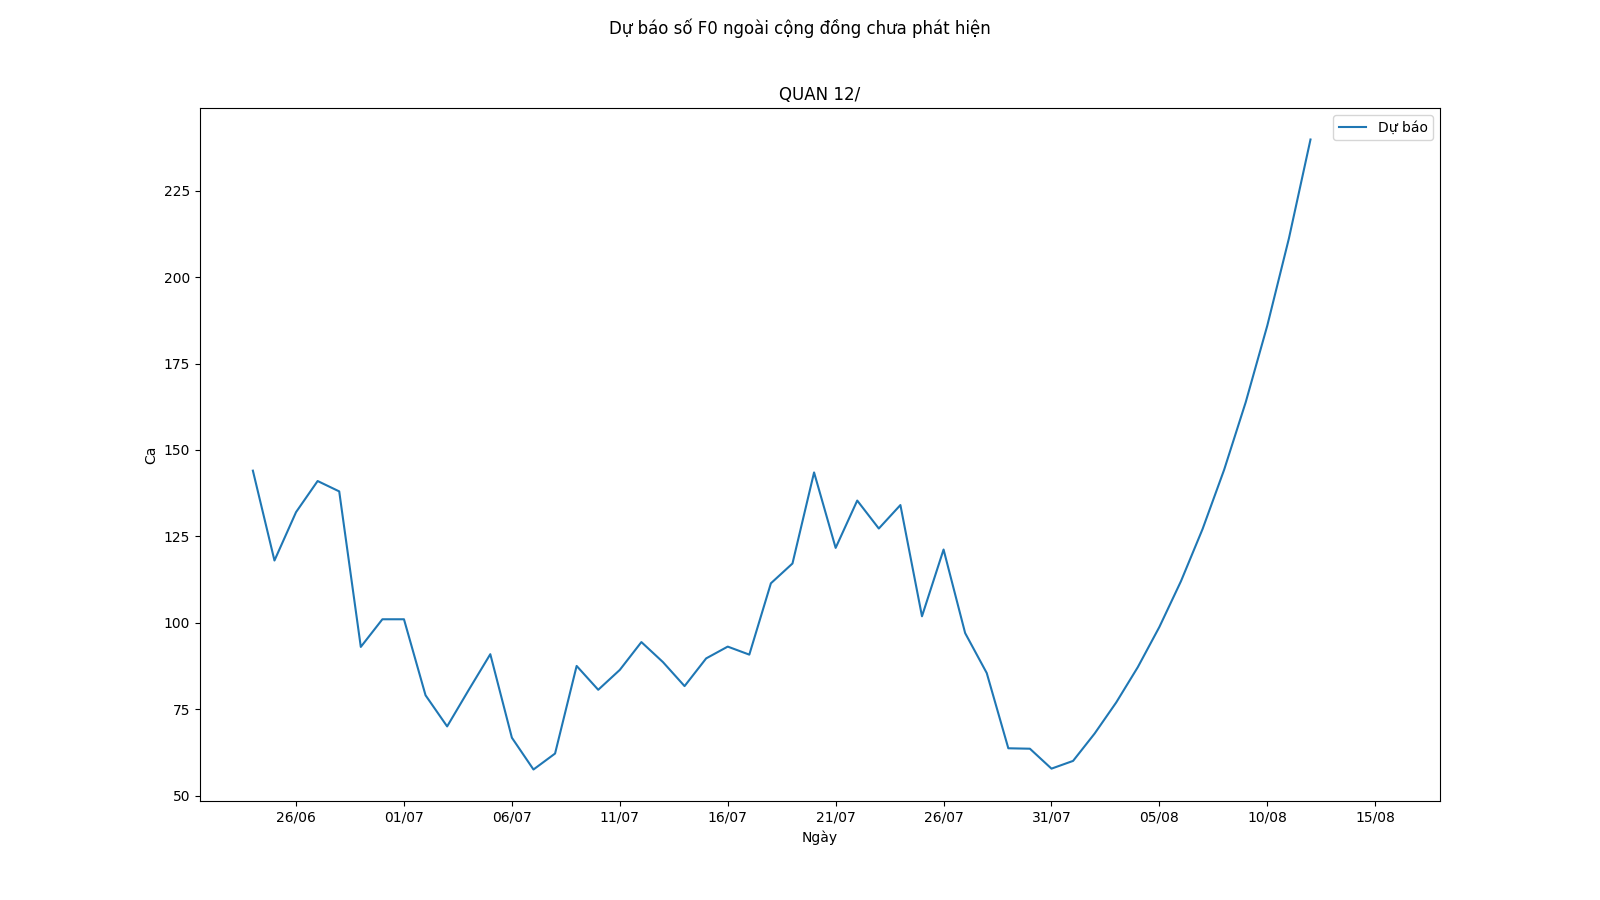 Dự báo số F0 ngoài cộng đồng chưa phát hiện
QUAN 12/
Dự báo
225
200
175
150
125
100
75
50
Ca
26/06 01/07 06/07 11/07 16/07 21/07 26/07 31/07 05/08 10/08 15/08
Ngày